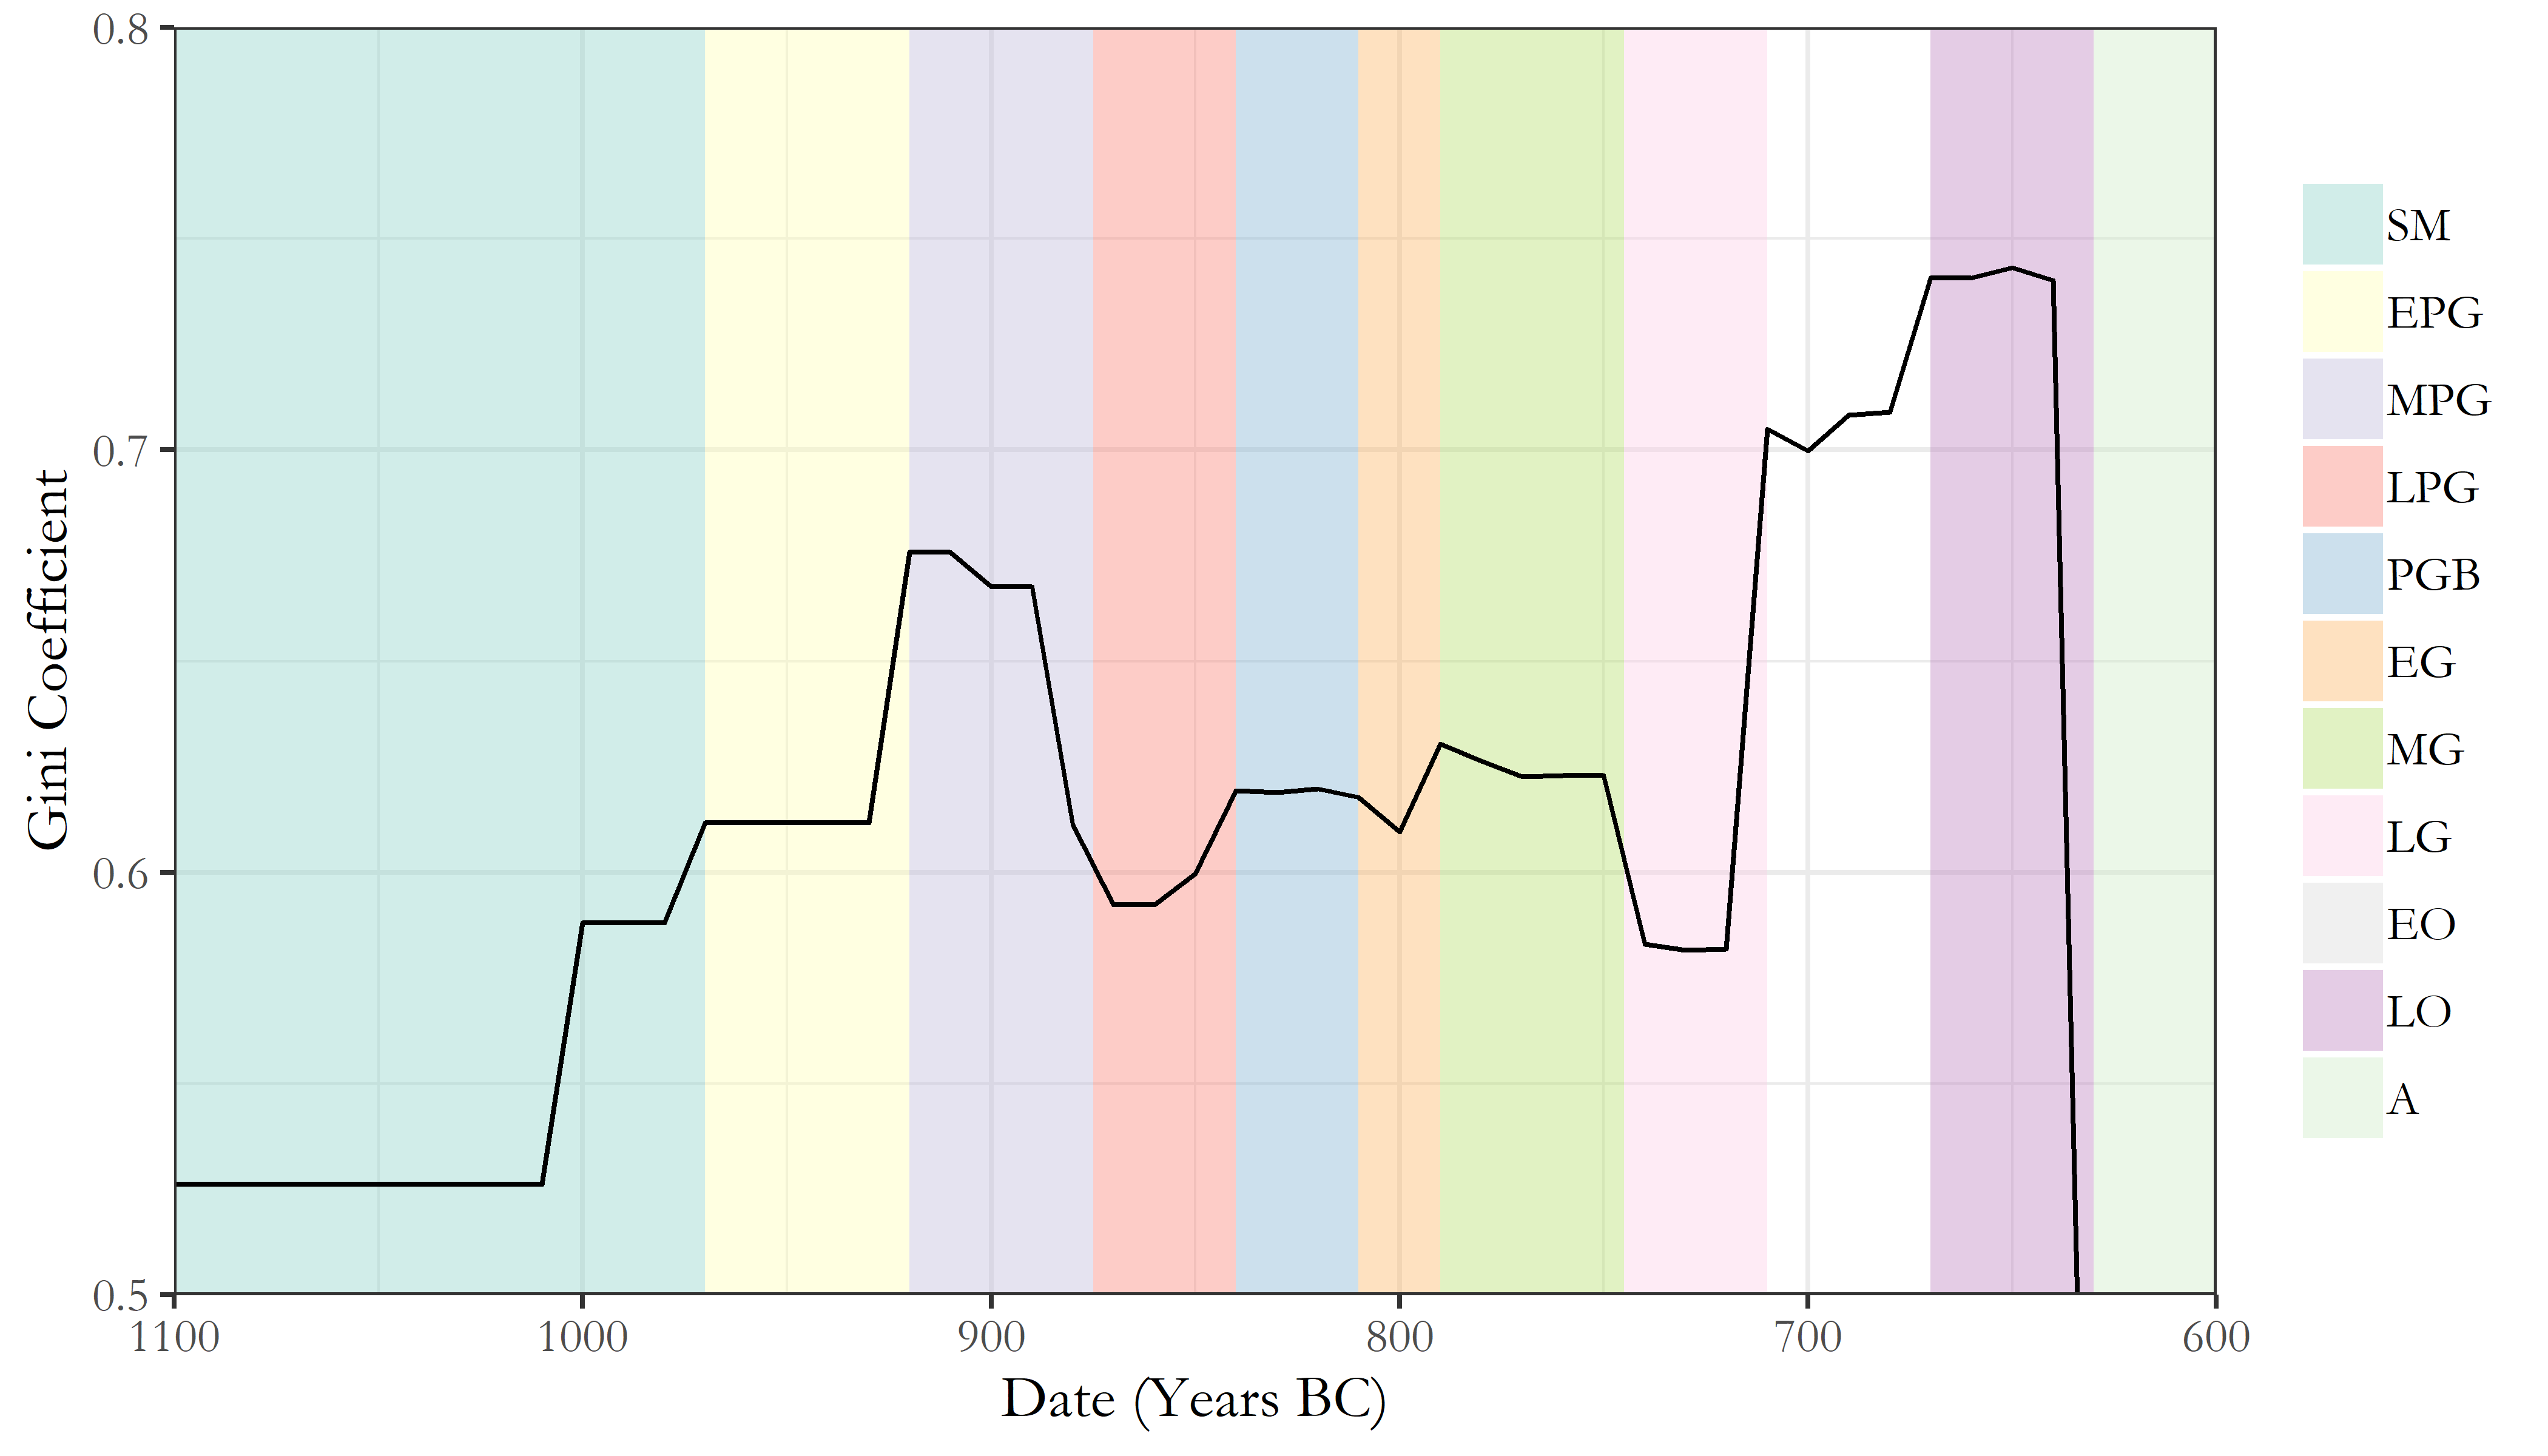 0.8
0.7
0.6
0.5
Gini Coefficient
1100 1000 900 800 700 600
Date (Years BC)
SM
EPG
MPG
LPG
PGB
EG
MG
LG
EO
LO
A